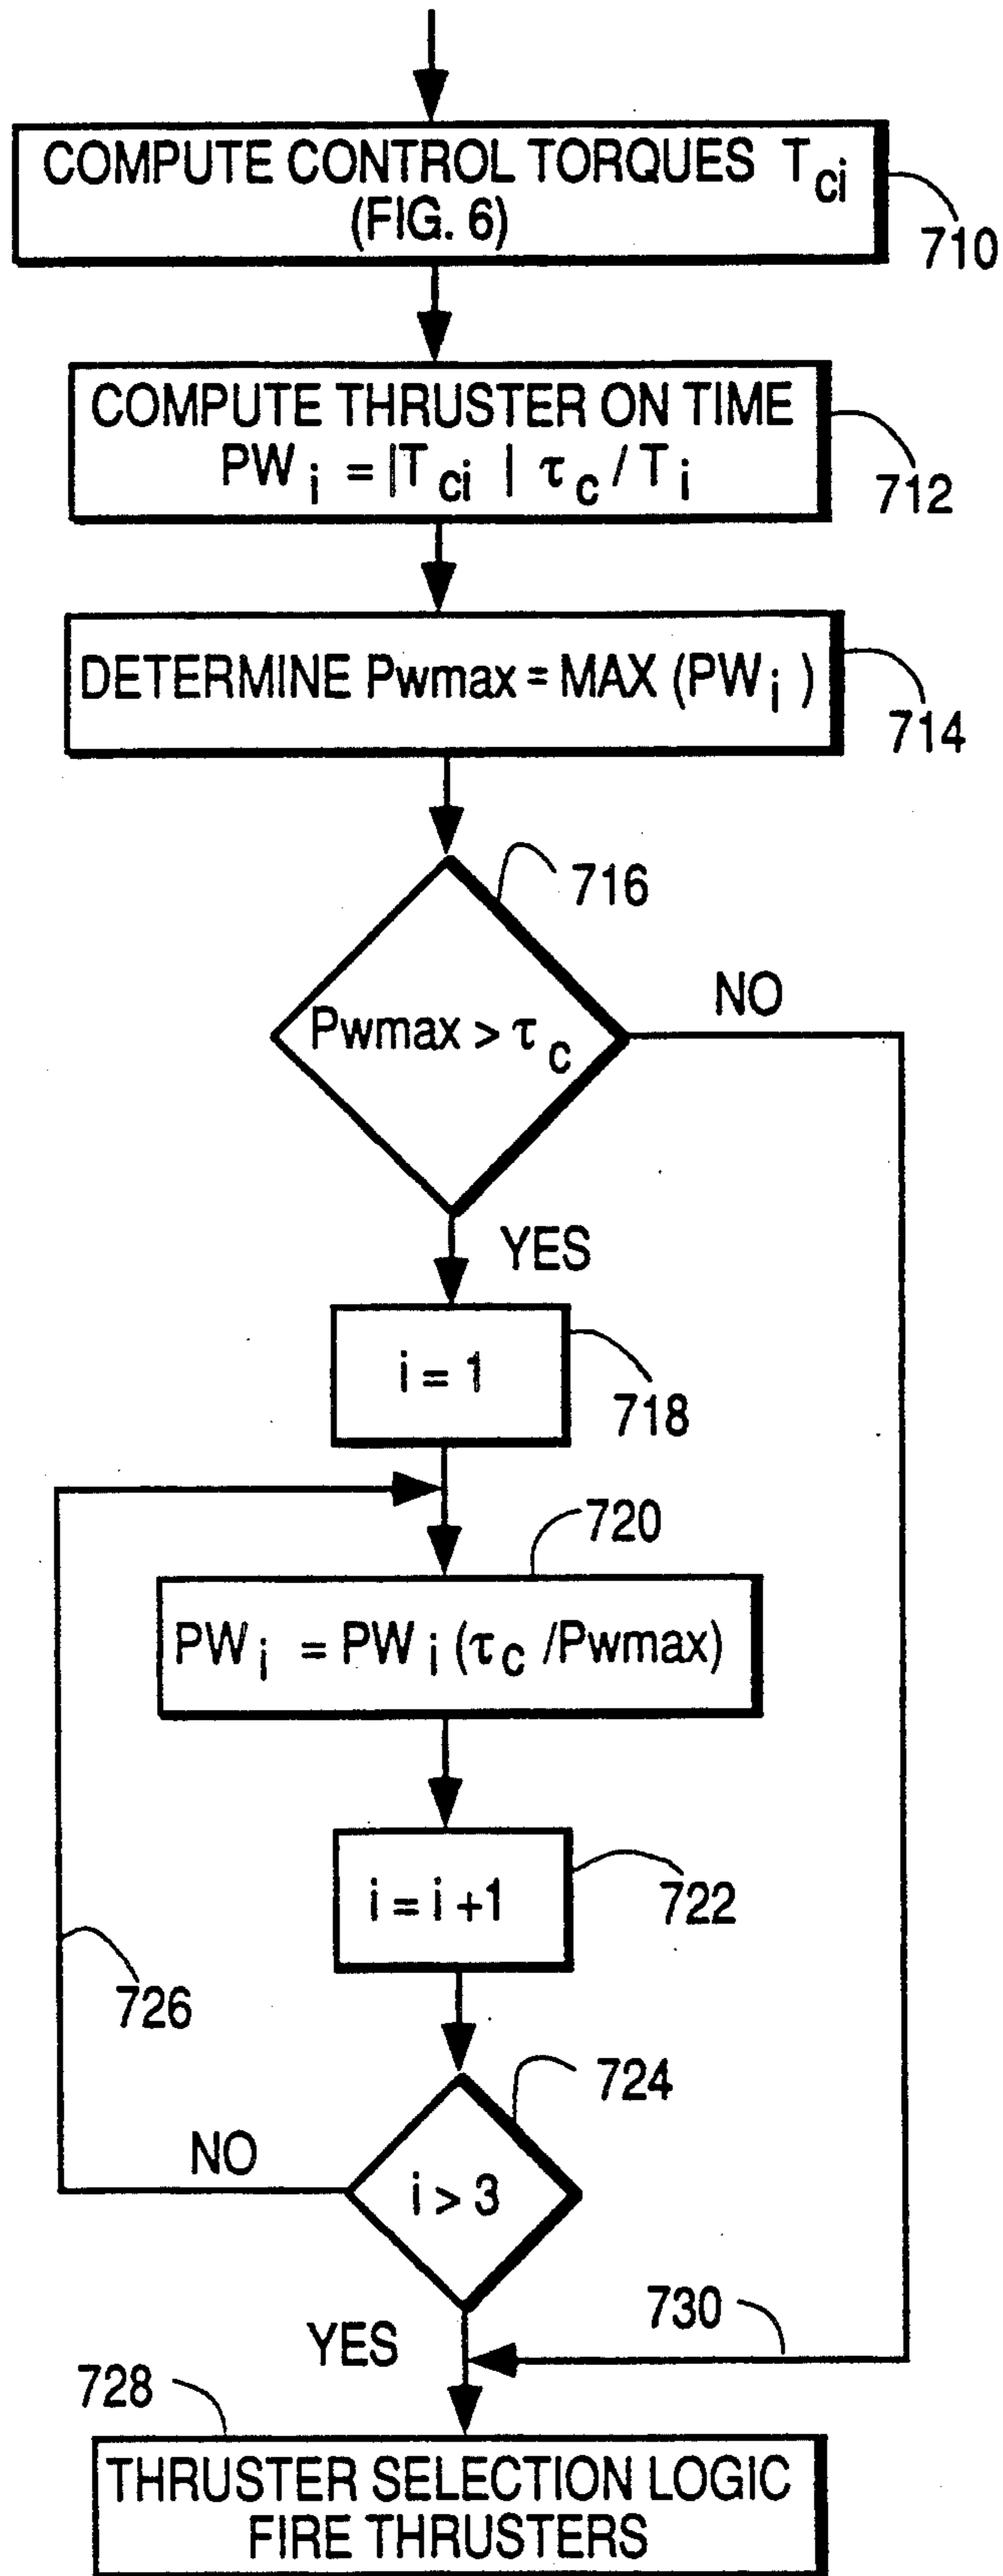 COMPUTE CONTROL TORQUES T_ci
(FIG. 6)
710
COMPUTE THRUSTER ON TIME
PW_i = |T_ci| τ_c / T_i
712
DETERMINE Pwmax = MAX (PW_i)
714
716
Pwmax > τ_c
NO
YES
i = 1
718
720
PW_i = PW_i (τ_c /Pwmax)
i = i +1
722
726
724
NO
i > 3
730
YES
728
THRUSTER SELECTION LOGIC
FIRE THRUSTERS